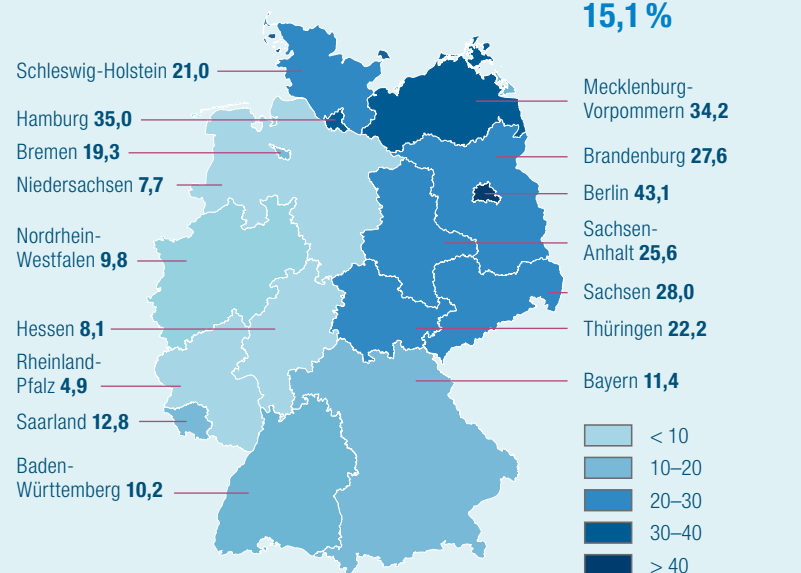 15,1 %
Schleswig-Holstein 21,0
Hamburg 35,0
Bremen 19,3
Niedersachsen 7,7
Nordrhein-
Westfalen 9,8
Hessen 8,1
Rheinland-
Pfalz 4,9
Saarland 12,8
Baden-
Württemberg 10,2
Mecklenburg-
Vorpommern 34,2
Brandenburg 27,6
Berlin 43,1
Sachsen-
Anhalt 25,6
Sachsen 28,0
Thüringen 22,2
Bayern 11,4
< 10
10–20
20–30
30–40
> 40